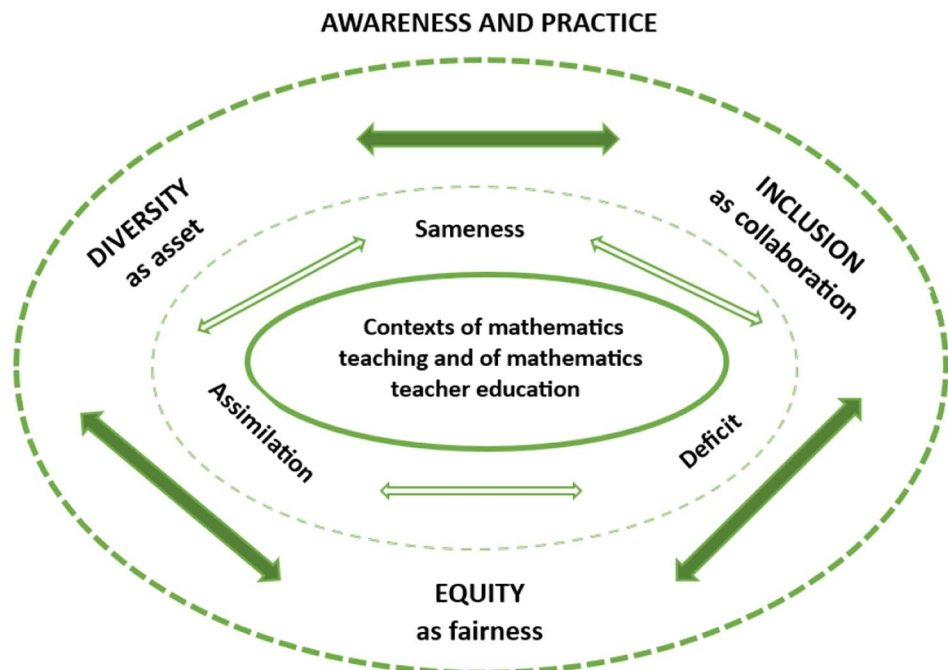 AWARENESS AND PRACTICE
DIVERSITY
as asset
INCLUSION
as collaboration
Sameness
Contexts of mathematics
teaching and of mathematics
teacher education
Assimilation
Deficit
EQUITY
as fairness